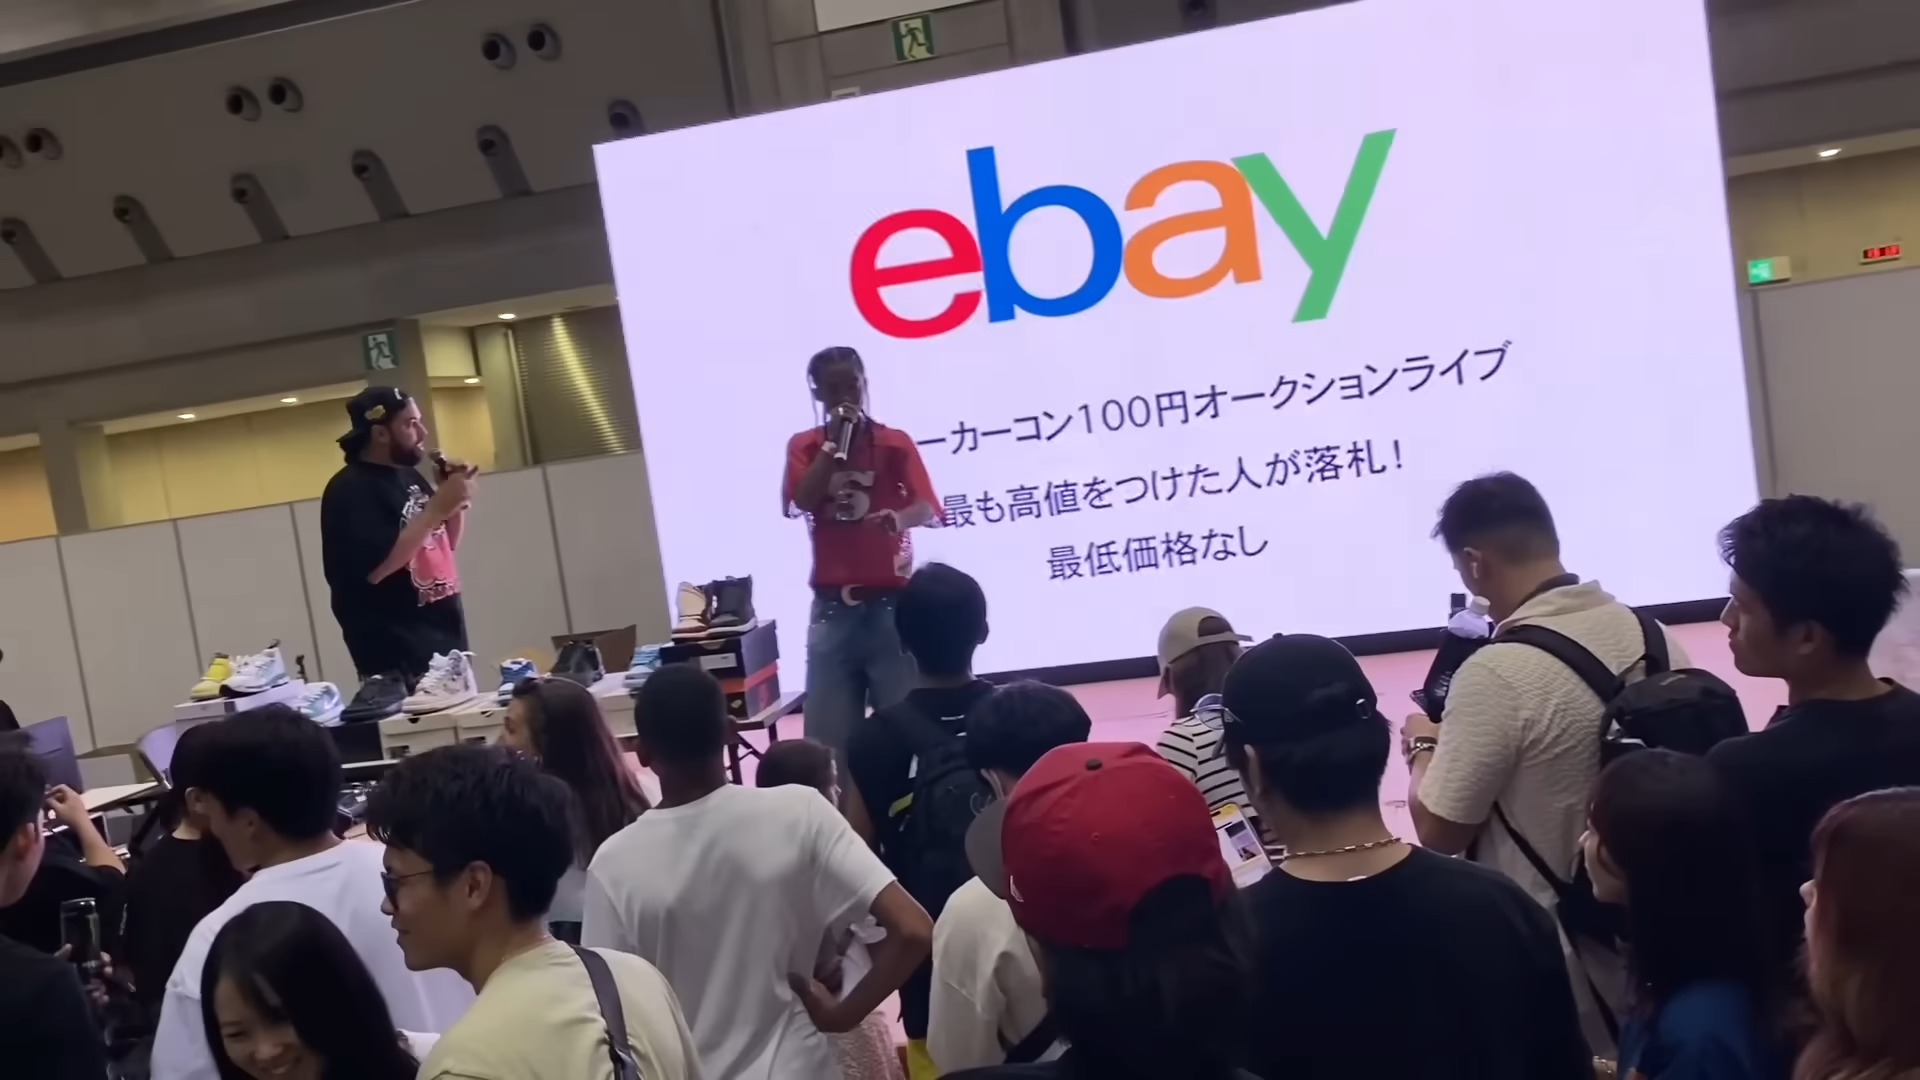 ebay
ーカーコン100円オークションライブ
最も高値をつけた人が落札!
最低価格なし